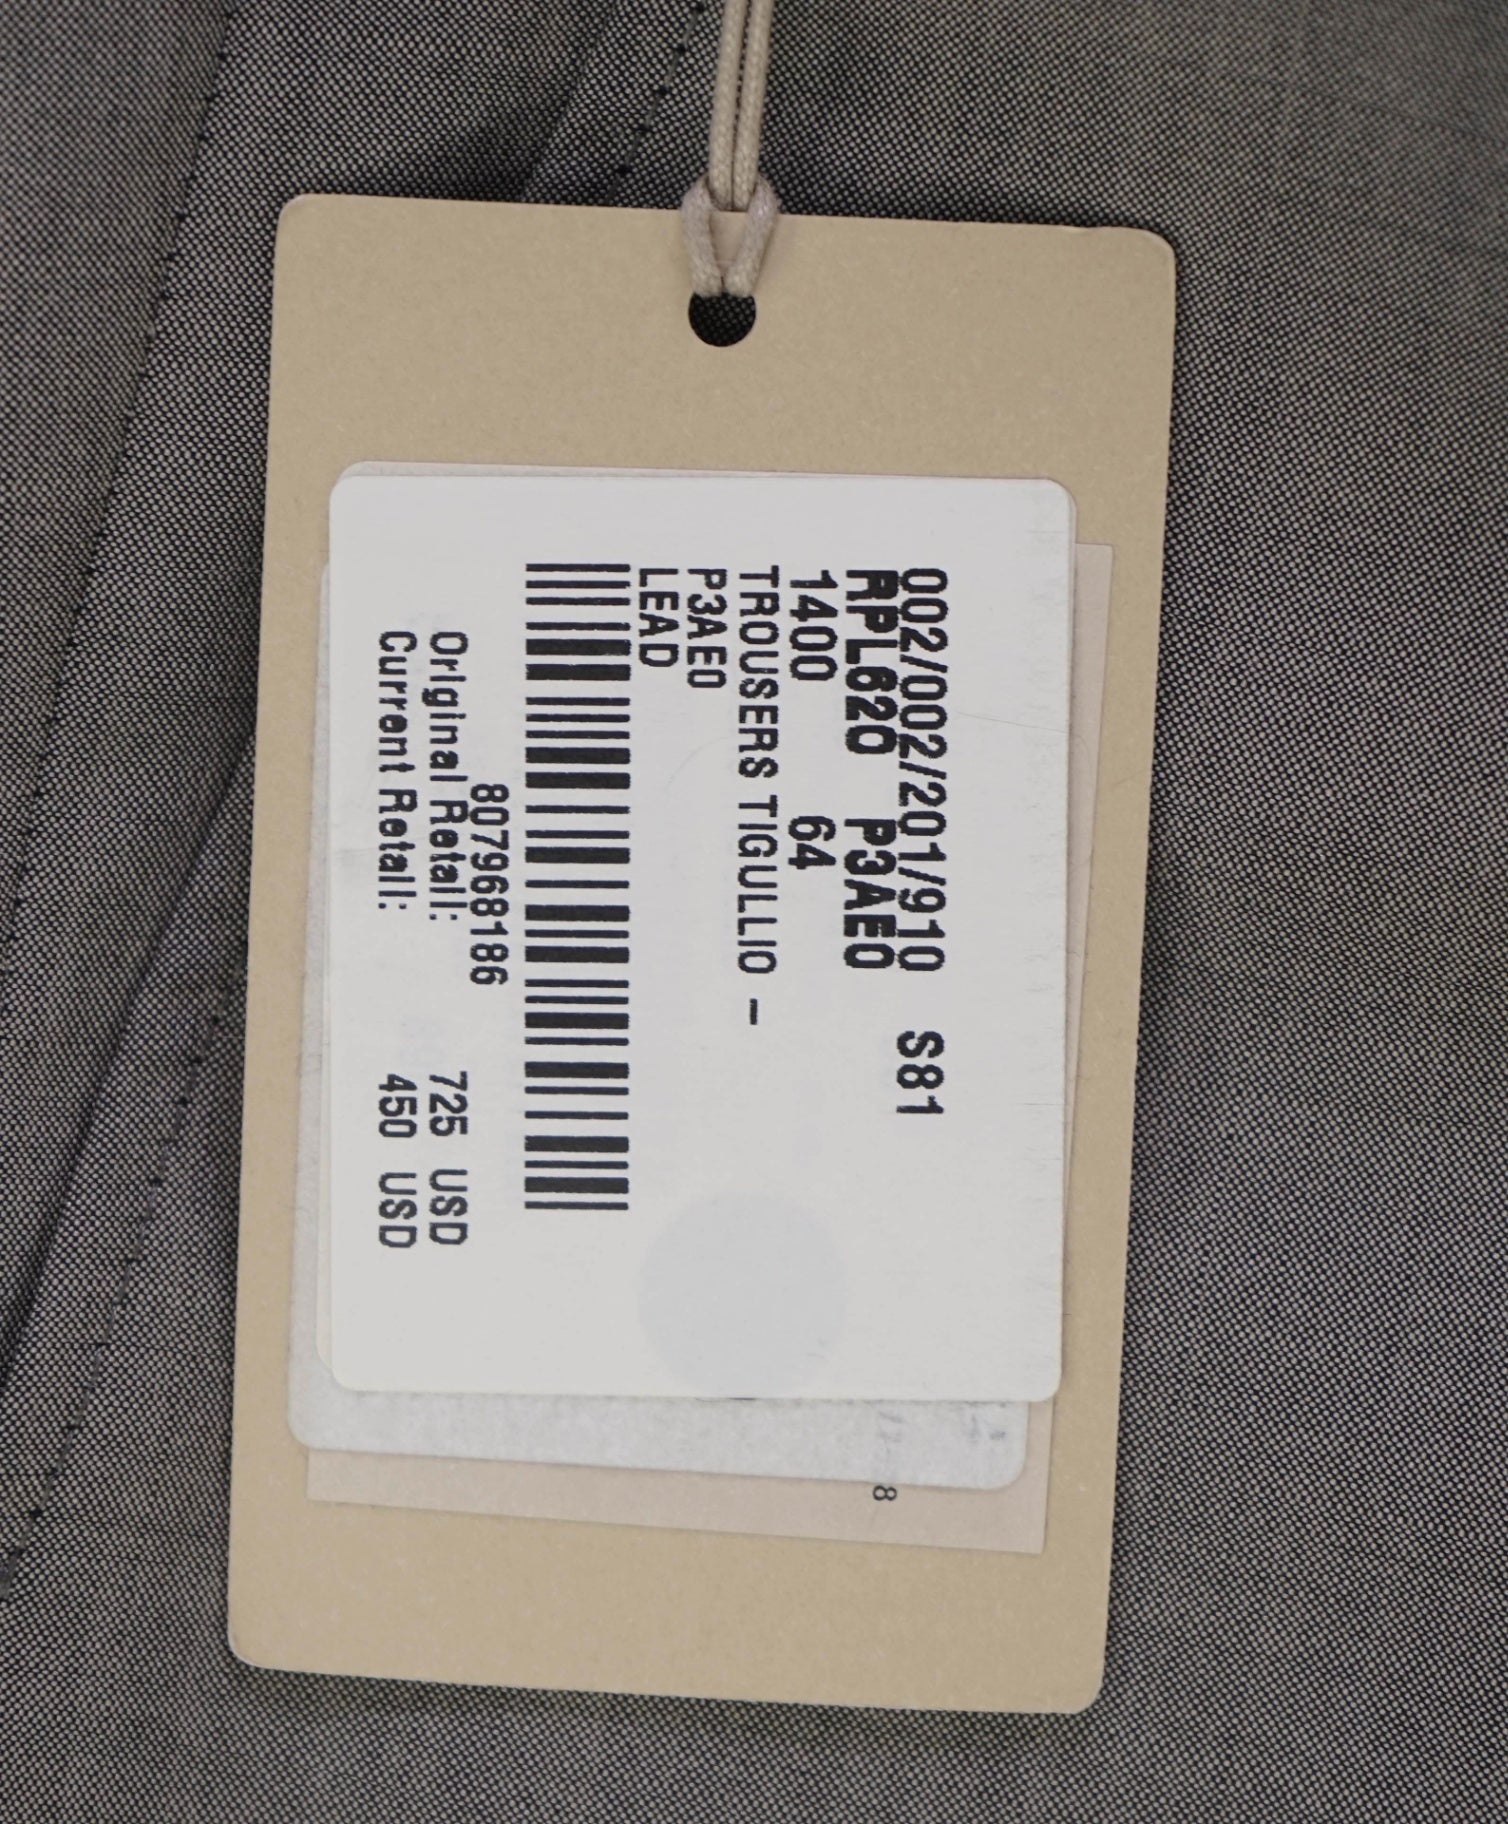 002/002/201/910 S81
RPL620 P3AE0
1400 64
TROUSERS TIGULLIO -
P3AE0
LEAD
807968186
Original Retail: 725 USD
Current Retail: 450 USD
8